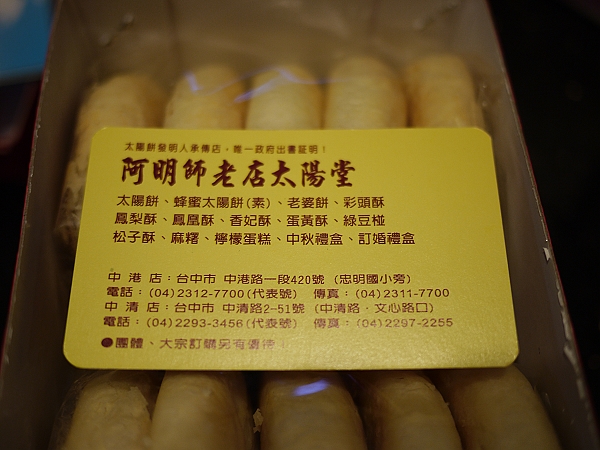 太陽餅發明人承傳店，唯一政府出書証明！
阿明師老店太陽堂
太陽餅、蜂蜜太陽餅(素)、老婆餅、彩頭酥
鳳梨酥、鳳凰酥、香妃酥、蛋黃酥、綠豆椪
松子酥、麻糬、檸檬蛋糕、中秋禮盒、訂婚禮盒
中港店：台中市 中港路一段420號 (忠明國小旁)
電話：(04)2312-7700(代表號) 傳真：(04)2311-7700
中清店：台中市 中清路2-51號 (中清路．文心路口)
電話：(04)2293-3456(代表號) 傳真：(04)2297-2255
●團體、大宗訂購另有優待！